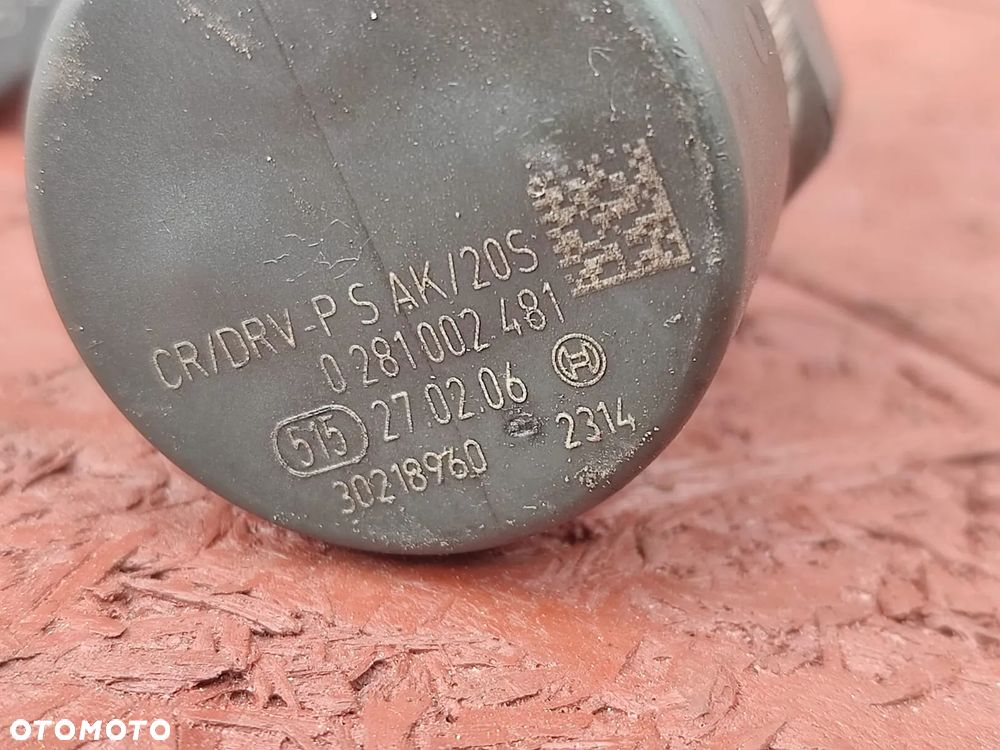 CR/DRV-P S AK/20S
0 281 002 481
515 27.02.06
30218960 2314
OTOMOTO